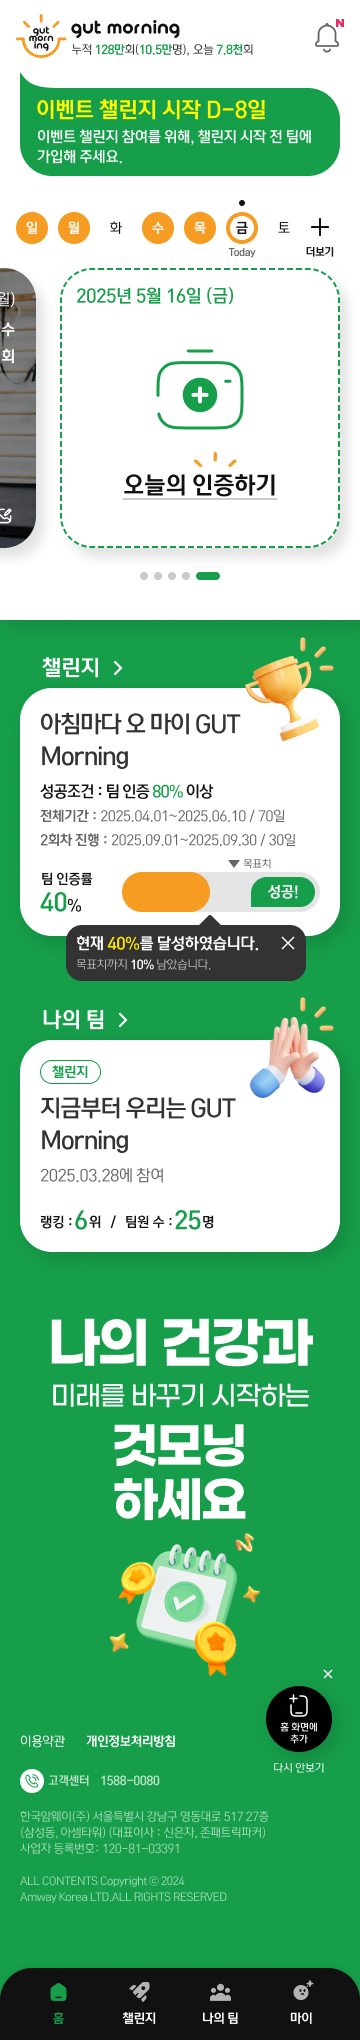 gut
morn
ing
gut morning
누적 128만회(10.5만명), 오늘 7.8천회
N
이벤트 챌린지 시작 D-8일
이벤트 챌린지 참여를 위해, 챌린지 시작 전 팀에
가입해 주세요.
일 월 화 수 목 금 토
Today 더보기
월)
수
회
2025년 5월 16일 (금)
오늘의 인증하기
챌린지
아침마다 오 마이 GUT
Morning
성공조건 : 팀 인증 80% 이상
전체기간 : 2025.04.01~2025.06.10 / 70일
2회차 진행 : 2025.09.01~2025.09.30 / 30일
▼ 목표치
팀 인증률
40%
성공!
현재 40%를 달성하였습니다.
목표치까지 10% 남았습니다.
나의 팀
챌린지
지금부터 우리는 GUT
Morning
2025.03.28에 참여
랭킹 : 6위 / 팀원 수 : 25명
나의 건강과
미래를 바꾸기 시작하는
것모닝
하세요
홈 화면에
추가
다시 안보기
이용약관 개인정보처리방침
고객센터 1588-0080
한국암웨이(주) 서울특별시 강남구 영동대로 517 27층
(삼성동, 아셈타워) (대표이사 : 신은자, 존패트릭파커)
사업자 등록번호: 120-81-03391
ALL CONTENTS Copyright ⓒ 2024
Amway Korea LTD.ALL RIGHTS RESERVED
홈 챌린지 나의 팀 마이